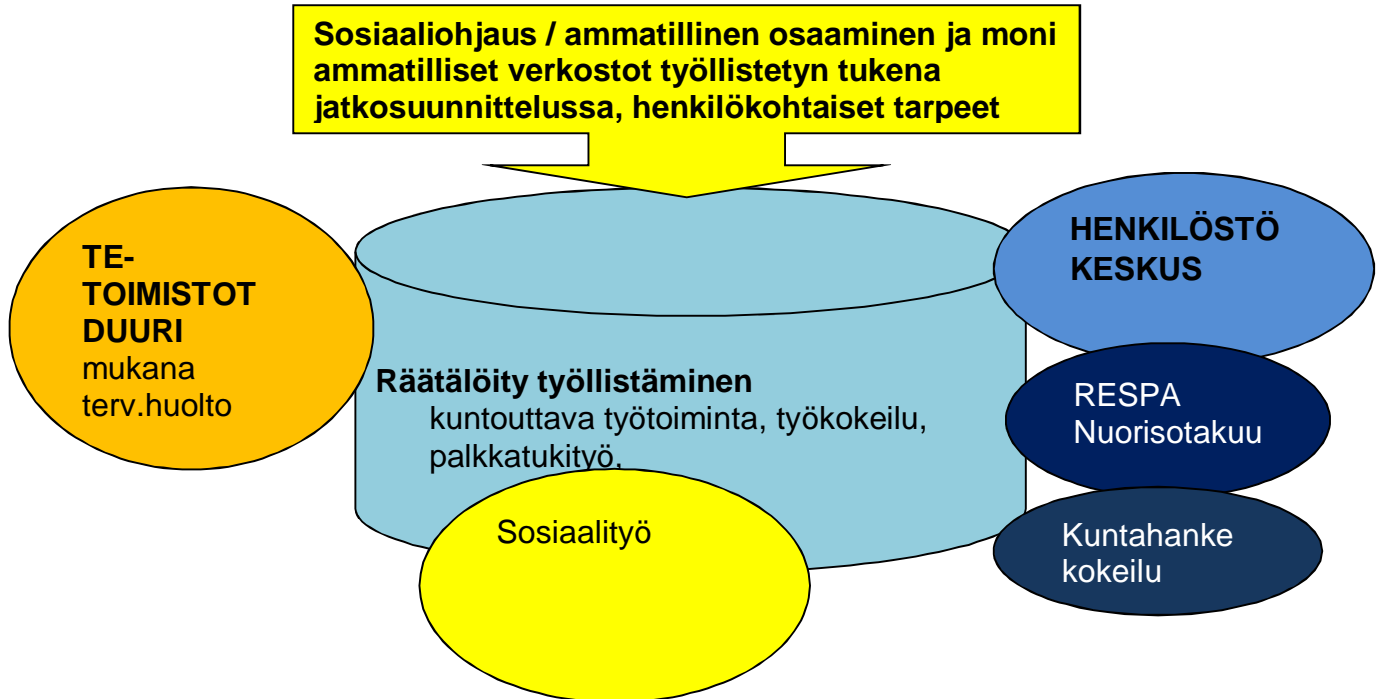 Sosiaaliohjaus / ammatillinen osaaminen ja moni
ammatilliset verkostot työllistetyn tukena
jatkosuunnittelussa, henkilökohtaiset tarpeet
TE-
TOIMISTOT
DUURI
mukana
terv.huolto
Räätälöity työllistäminen
kuntouttava työtoiminta, työkokeilu,
palkkatukityö,
Sosiaalityö
HENKILÖSTÖ
KESKUS
RESPA
Nuorisotakuu
Kuntahanke
kokeilu